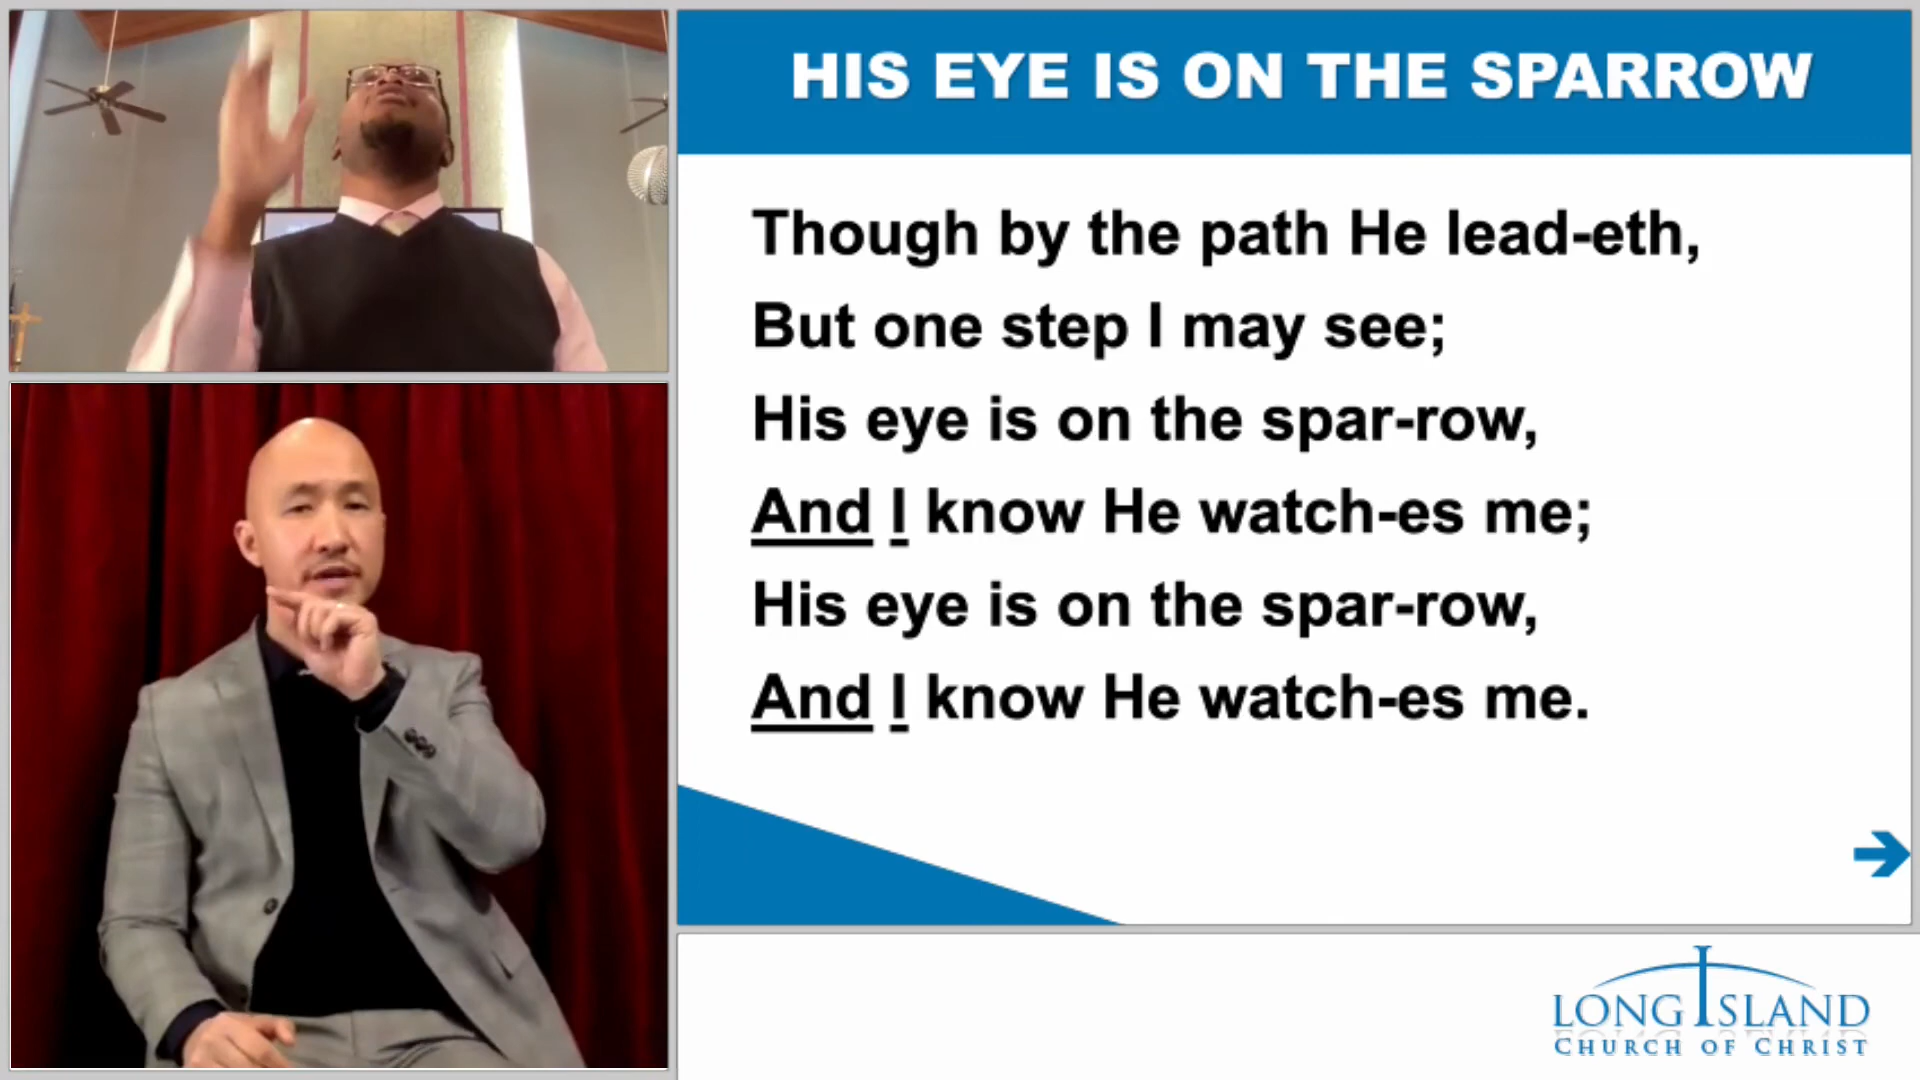 HIS EYE IS ON THE SPARROW
Though by the path He lead-eth,
But one step I may see;
His eye is on the spar-row,
And I know He watch-es me;
His eye is on the spar-row,
And I know He watch-es me.
LONG ISLAND
CHURCH OF CHRIST